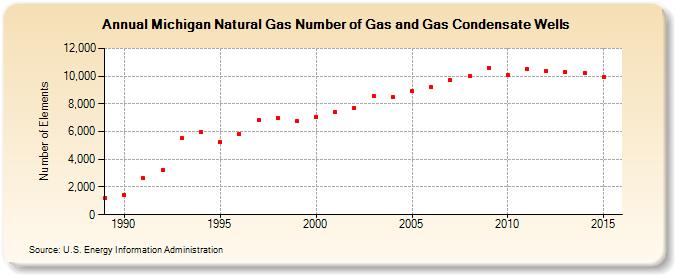 Annual Michigan Natural Gas Number of Gas and Gas Condensate Wells
Number of Elements
12,000
10,000
8,000
6,000
4,000
2,000
0
1990 1995 2000 2005 2010 2015
Source: U.S. Energy Information Administration